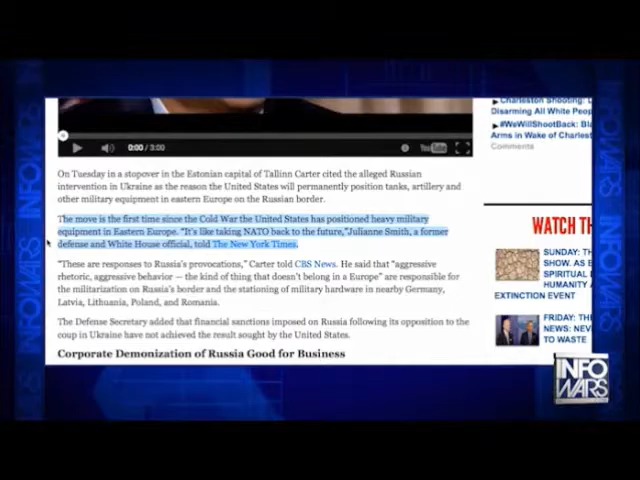 Charleston Shooting:
Disarming All White Peop
#WeWillShootBack:
Arms in Wake of Charlest
Comments
0:00 / 3:00
YouTube
On Tuesday in a stopover in the Estonian capital of Tallinn Carter cited the alleged Russian
intervention in Ukraine as the reason the United States will permanently position tanks, artillery and
other military equipment in eastern Europe on the Russian border.
The move is the first time since the Cold War the United States has positioned heavy military
equipment in Eastern Europe. "It's like taking NATO back to the future,"Julianne Smith, a former
defense and White House official, told The New York Times.
"These are responses to Russia's provocations," Carter told CBS News. He said that "aggressive
rhetoric, aggressive behavior — the kind of thing that doesn't belong in a Europe" are responsible for
the militarization on Russia's border and the stationing of military hardware in nearby Germany,
Latvia, Lithuania, Poland, and Romania.
The Defense Secretary added that financial sanctions imposed on Russia following its opposition to the
coup in Ukraine have not achieved the result sought by the United States.
Corporate Demonization of Russia Good for Business
WATCH TH
SUNDAY: TH
SHOW. AS E
SPIRITUAL
HUMANITY
EXTINCTION EVENT
FRIDAY: THE
NEWS: NEV
TO WASTE
INFO
WARS